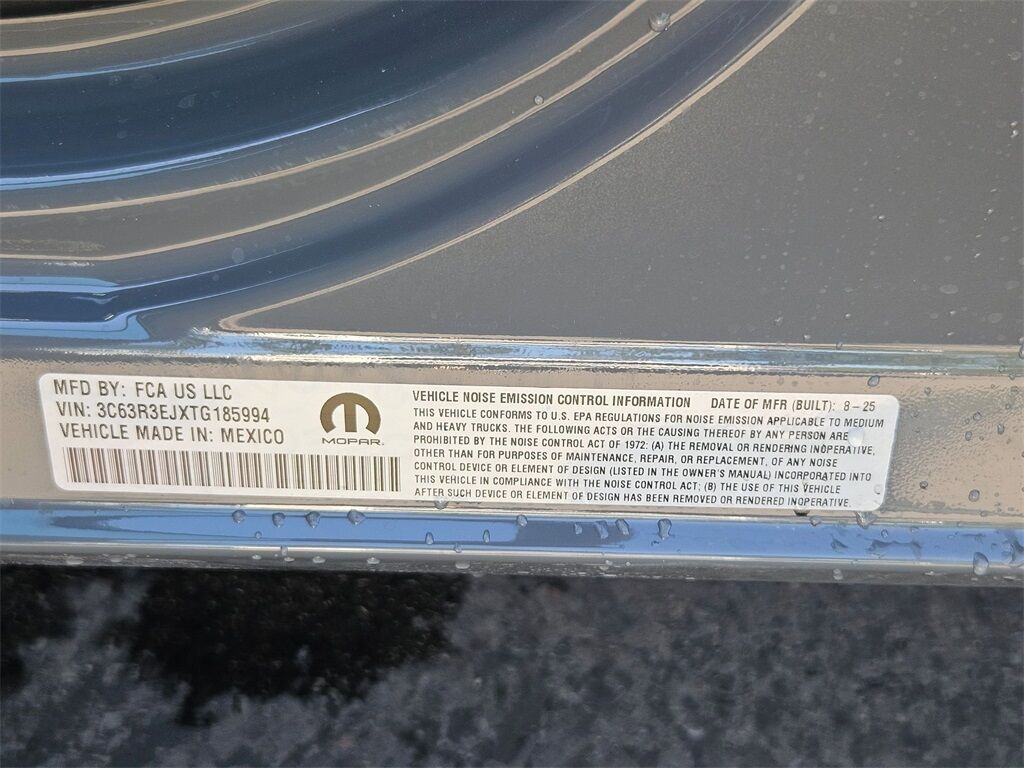 MFD BY: FCA US LLC
VIN: 3C63R3EJXTG185994
VEHICLE MADE IN: MEXICO
MOPAR.
VEHICLE NOISE EMISSION CONTROL INFORMATION DATE OF MFR (BUILT): 8-25
THIS VEHICLE CONFORMS TO U.S. EPA REGULATIONS FOR NOISE EMISSION APPLICABLE TO MEDIUM
AND HEAVY TRUCKS. THE FOLLOWING ACTS OR THE CAUSING THEREOF BY ANY PERSON ARE
PROHIBITED BY THE NOISE CONTROL ACT OF 1972: (A) THE REMOVAL OR RENDERING INOPERATIVE,
OTHER THAN FOR PURPOSES OF MAINTENANCE, REPAIR, OR REPLACEMENT, OF ANY NOISE
CONTROL DEVICE OR ELEMENT OF DESIGN (LISTED IN THE OWNER'S MANUAL) INCORPORATED INTO
THIS VEHICLE IN COMPLIANCE WITH THE NOISE CONTROL ACT; (B) THE USE OF THIS VEHICLE
AFTER SUCH DEVICE OR ELEMENT OF DESIGN HAS BEEN REMOVED OR RENDERED INOPERATIVE.